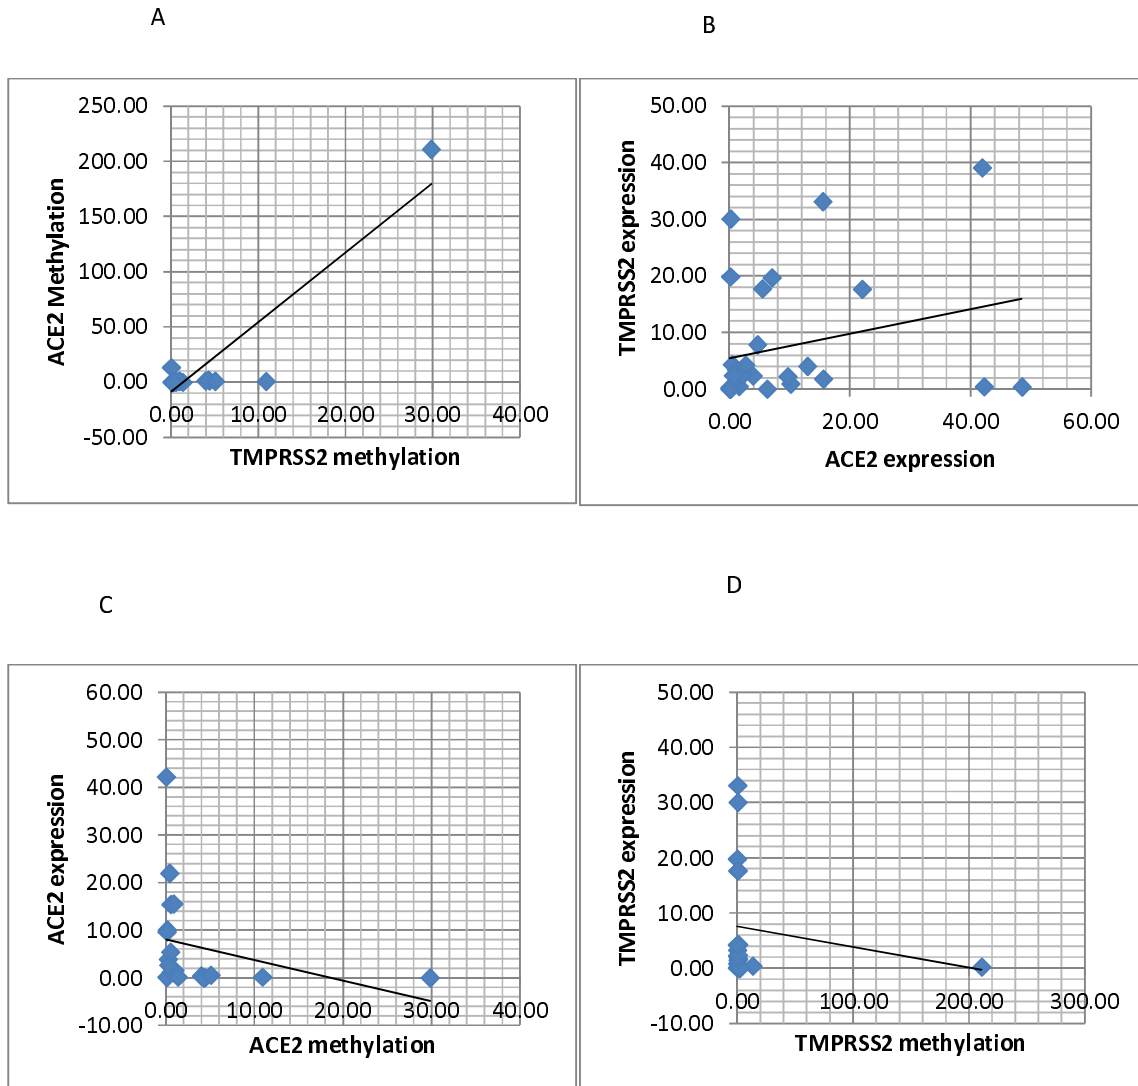 A
B
250.00
200.00
150.00
100.00
50.00
0.00
-50.00
ACE2 Methylation
0.00 10.00 20.00 30.00 40.00
TMPRSS2 methylation
50.00
40.00
30.00
20.00
10.00
0.00
TMPRSS2 expression
0.00 20.00 40.00 60.00
ACE2 expression
C
D
60.00
50.00
40.00
30.00
20.00
10.00
0.00
-10.00
ACE2 expression
0.00 10.00 20.00 30.00 40.00
ACE2 methylation
50.00
40.00
30.00
20.00
10.00
0.00
-10.00
TMPRSS2 expression
0.00 100.00 200.00 300.00
TMPRSS2 methylation